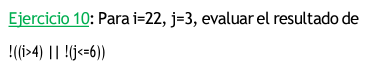 Ejercicio 10: Para i=22, j=3, evaluar el resultado de
!((i>4) || !(j<=6))